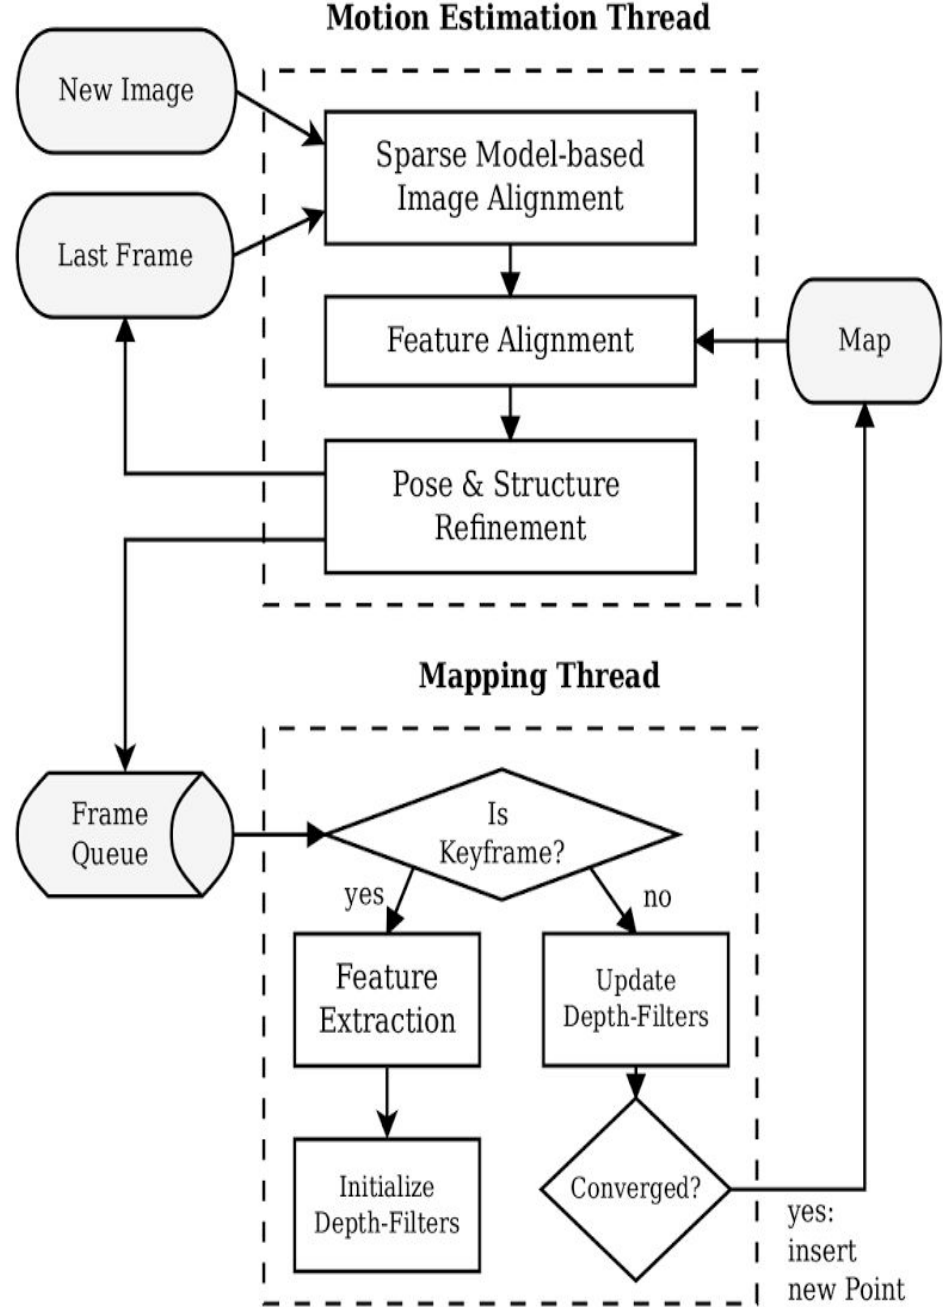 Motion Estimation Thread
New Image
Sparse Model-based
Image Alignment
Last Frame
Feature Alignment
Map
Pose & Structure
Refinement
Mapping Thread
Frame
Queue
Is
Keyframe?
yes
no
Feature
Extraction
Update
Depth-Filters
Initialize
Depth-Filters
Converged?
yes:
insert
new Point